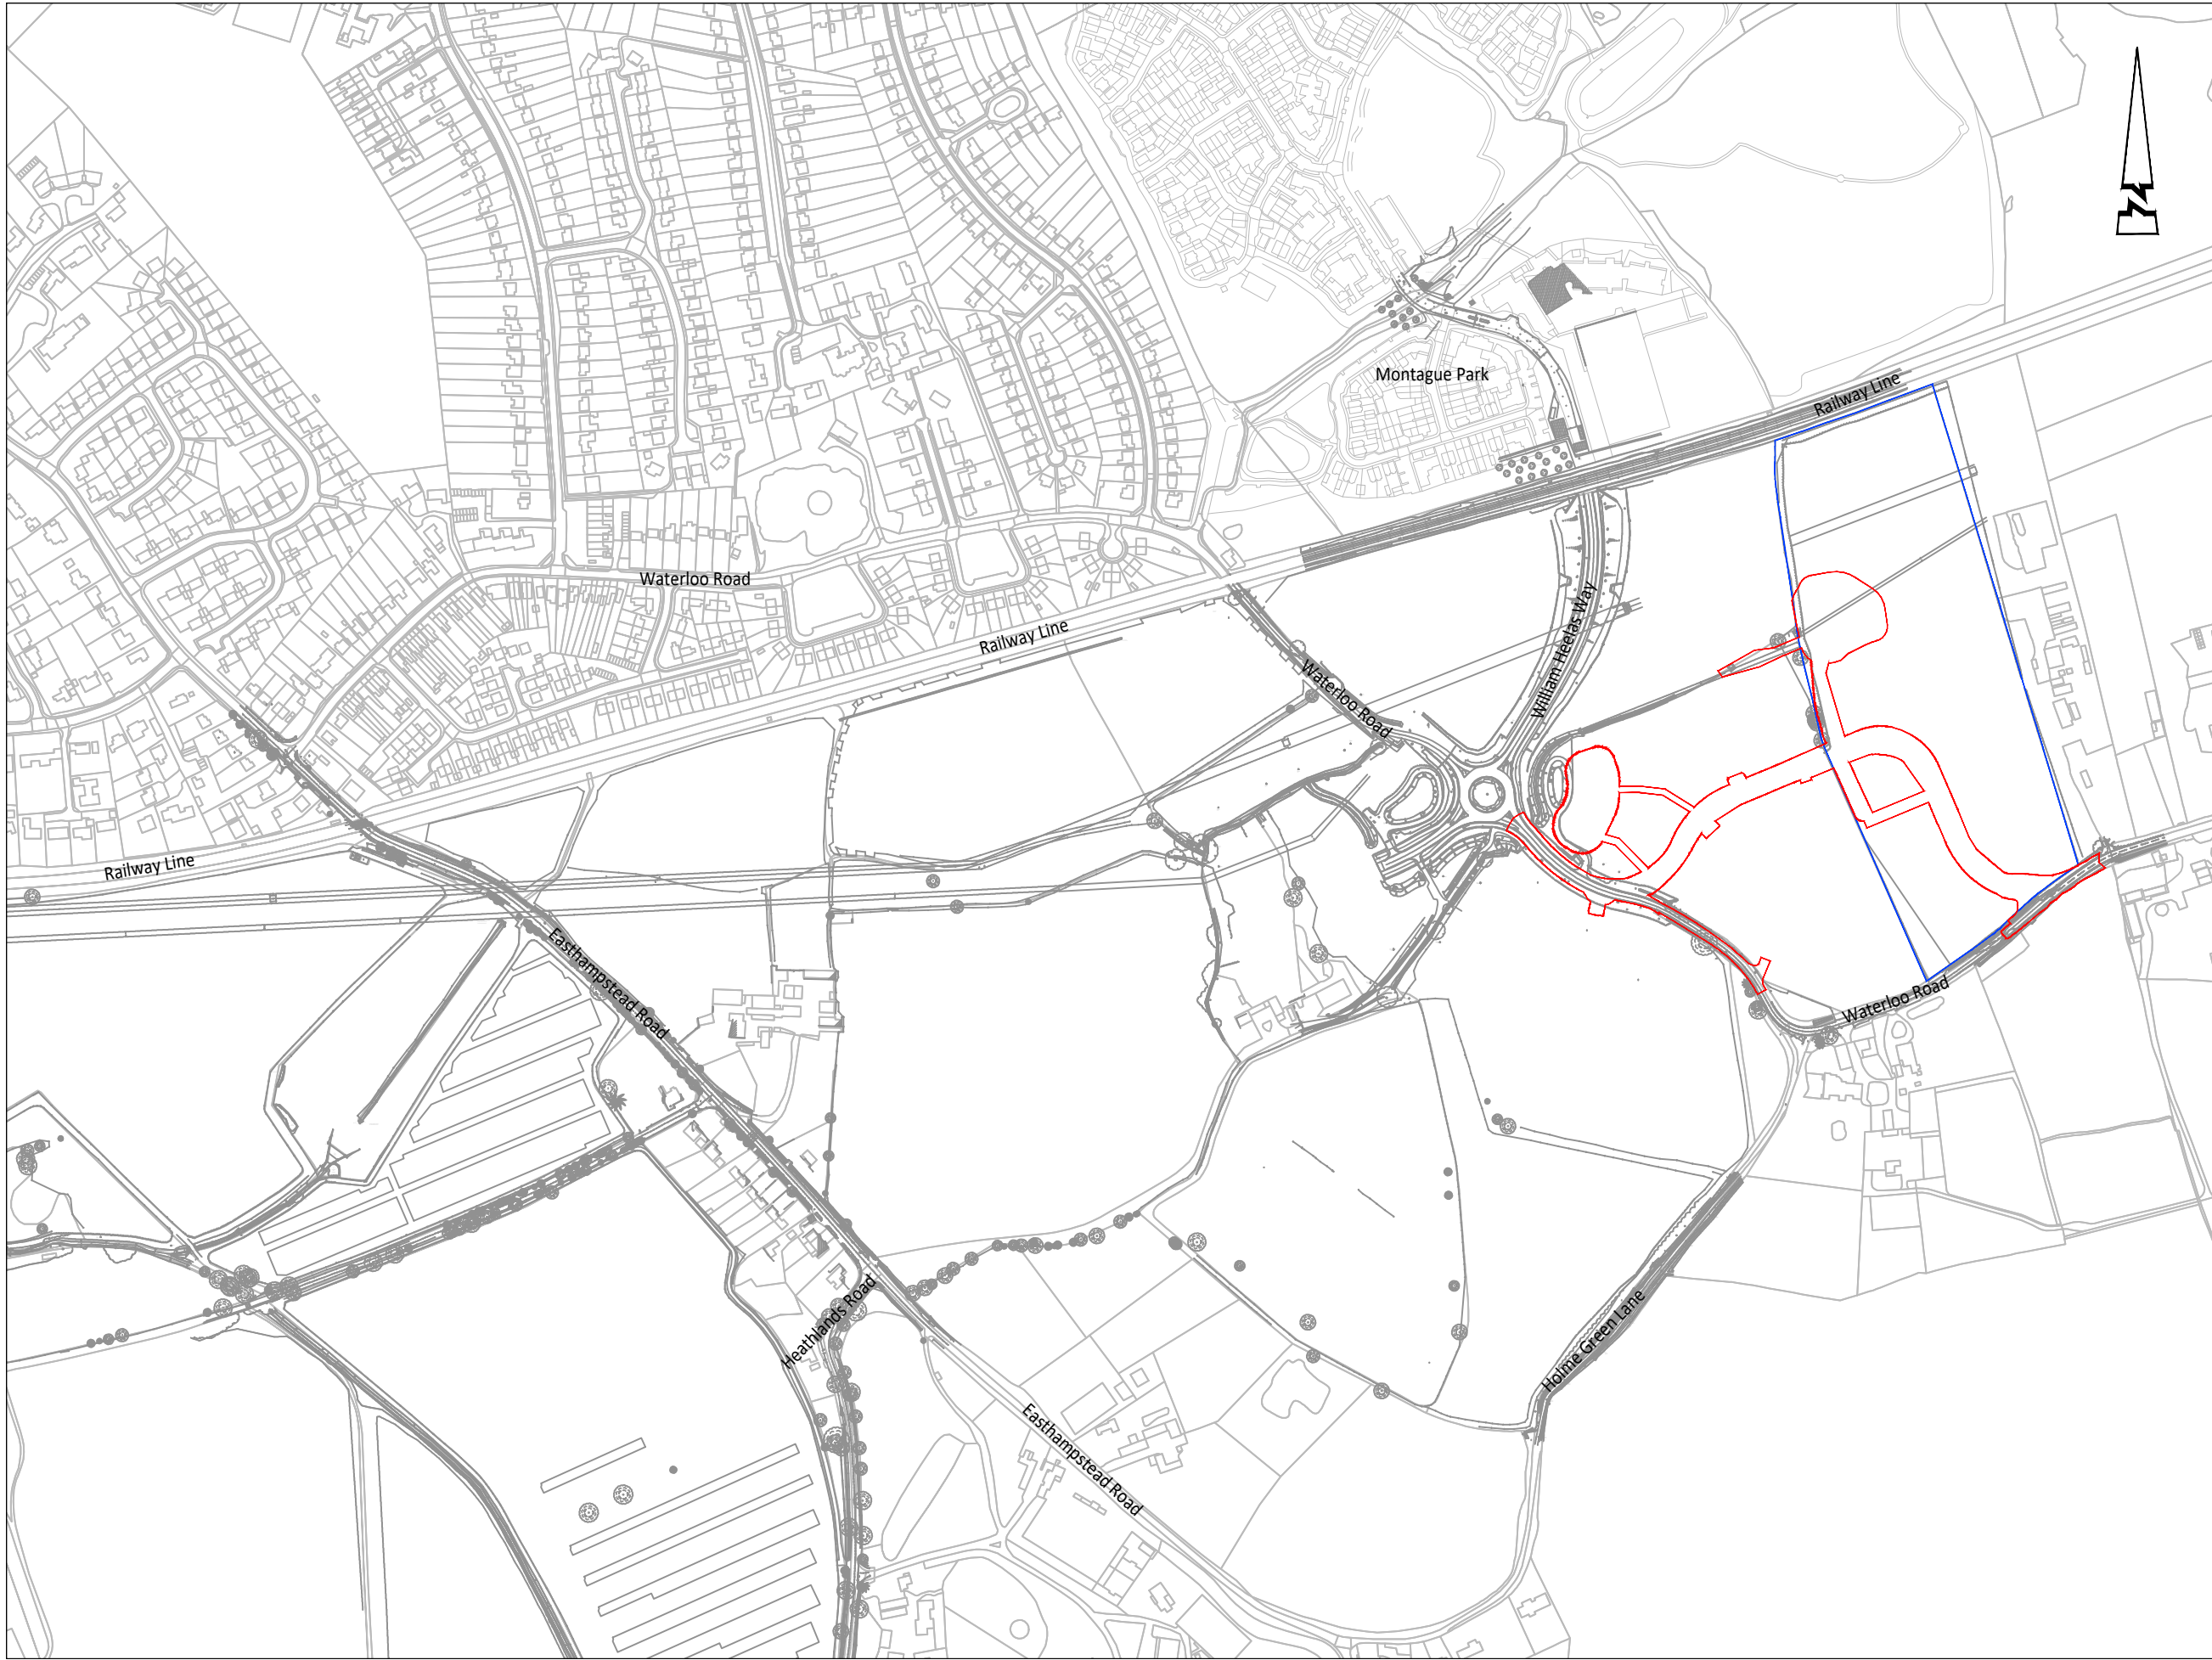 Montague Park
Railway Line
Waterloo Road
William Heelas Way
Railway Line
Waterloo Road
Railway Line
Easthampstead Road
Waterloo Road
Heathlands Road
Holme Green Lane
Easthampstead Road
N